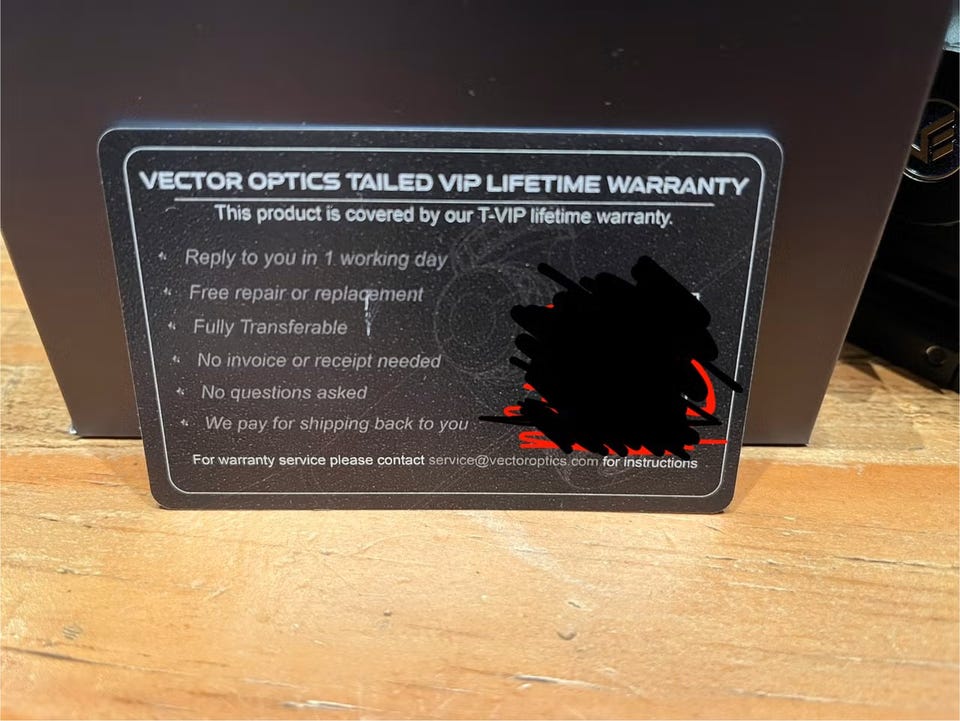 VECTOR OPTICS TAILED VIP LIFETIME WARRANTY
This product is covered by our T-VIP lifetime warranty.
Reply to you in 1 working day
Free repair or replacement
Fully Transferable
No invoice or receipt needed
No questions asked
We pay for shipping back to you
For warranty service please contact service@vectoroptics.com for instructions